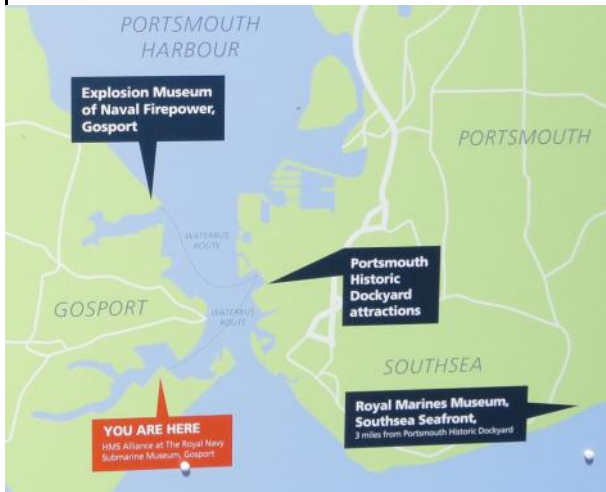 PORTSMOUTH
HARBOUR
Explosion Museum
of Naval Firepower,
Gosport
PORTSMOUTH
WATERBUS
ROUTE
Portsmouth
Historic
Dockyard
attractions
GOSPORT
WATERBUS
ROUTE
SOUTHSEA
Royal Marines Museum,
Southsea Seafront,
3 miles from Portsmouth Historic Dockyard
YOU ARE HERE
HMS Alliance at The Royal Navy
Submarine Museum, Gosport